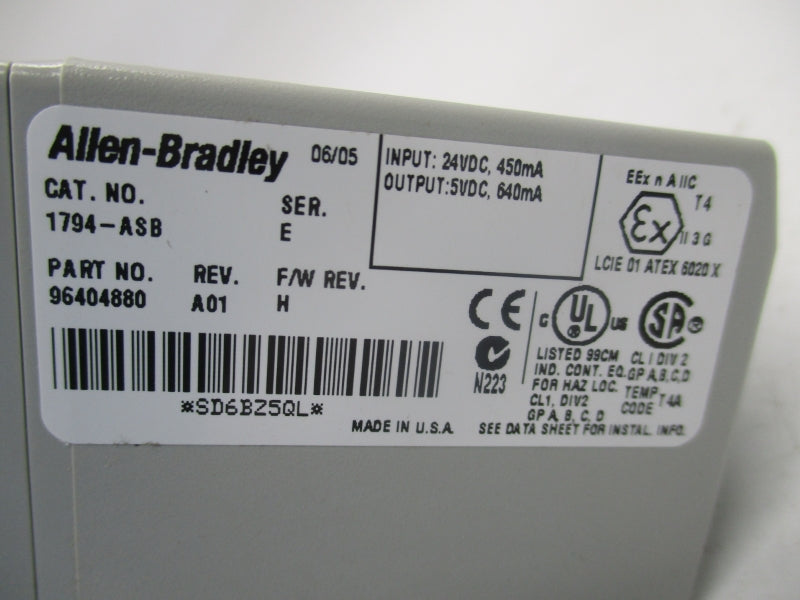 Allen-Bradley 06/05
INPUT: 24VDC, 450mA
OUTPUT:5VDC, 640mA
EEx n A IIC
T4
Ex II 3 G
LCIE 01 ATEX 6020 X
CAT. NO. SER.
1794-ASB E
PART NO. REV. F/W REV.
96404880 A01 H
*SD6BZ5QL*
MADE IN U.S.A.
CE
N223
C UL US
LISTED 99CM
IND. CONT. EQ.
FOR HAZ LOC.
CL1, DIV2
GP A, B, C, D
SA
CL I DIV 2
GP A,B,C,D
TEMP T4A
CODE
SEE DATA SHEET FOR INSTAL. INFO.